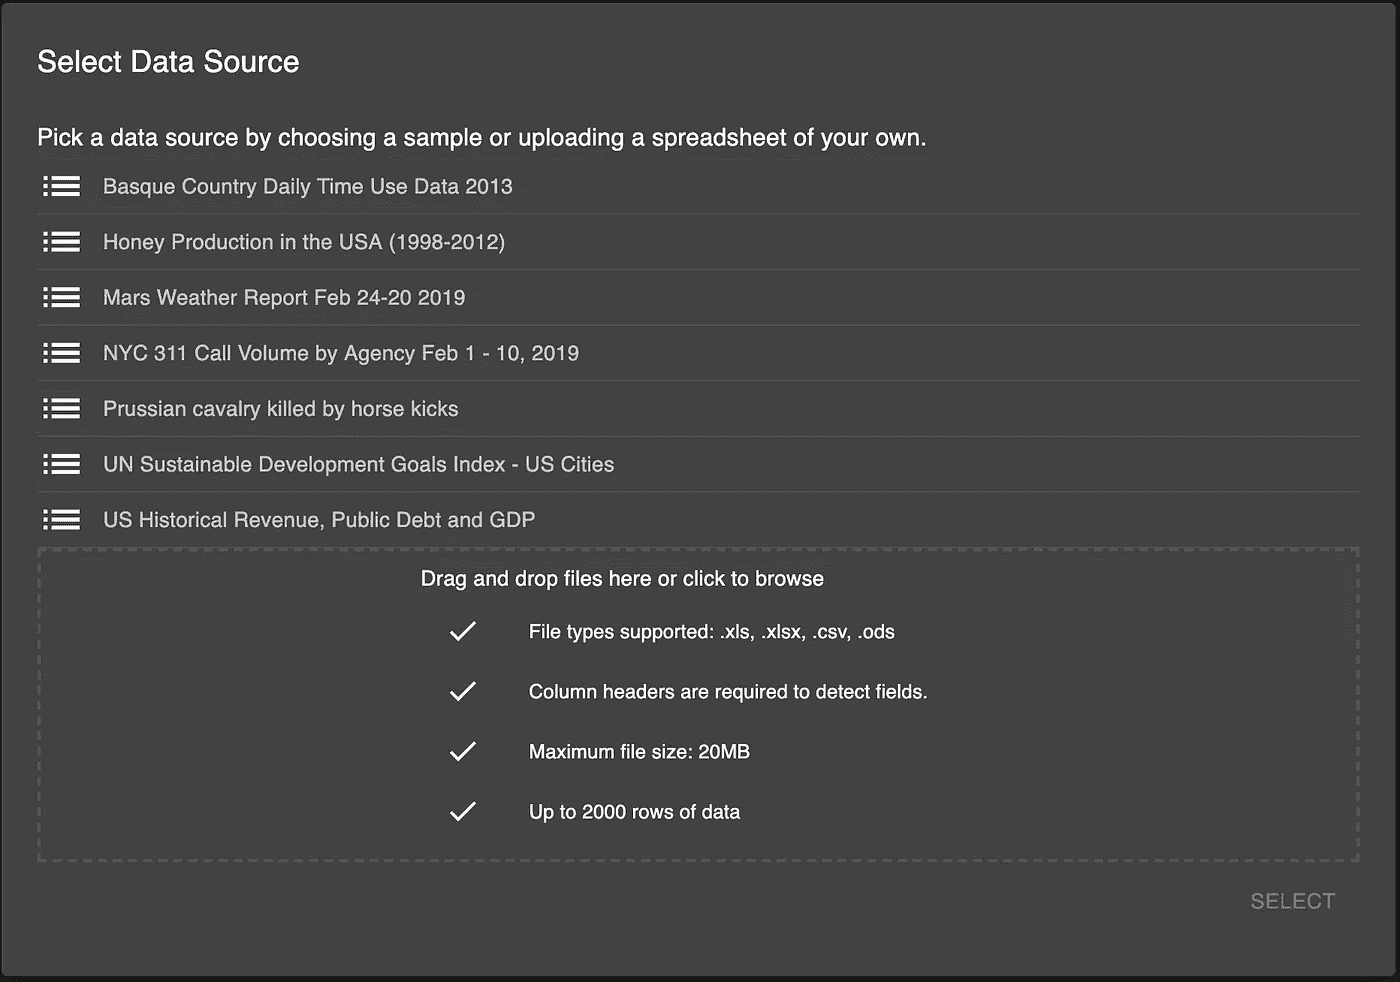 Select Data Source
Pick a data source by choosing a sample or uploading a spreadsheet of your own.
Basque Country Daily Time Use Data 2013
Honey Production in the USA (1998-2012)
Mars Weather Report Feb 24-20 2019
NYC 311 Call Volume by Agency Feb 1 - 10, 2019
Prussian cavalry killed by horse kicks
UN Sustainable Development Goals Index - US Cities
US Historical Revenue, Public Debt and GDP
Drag and drop files here or click to browse
File types supported: .xls, .xlsx, .csv, .ods
Column headers are required to detect fields.
Maximum file size: 20MB
Up to 2000 rows of data
SELECT